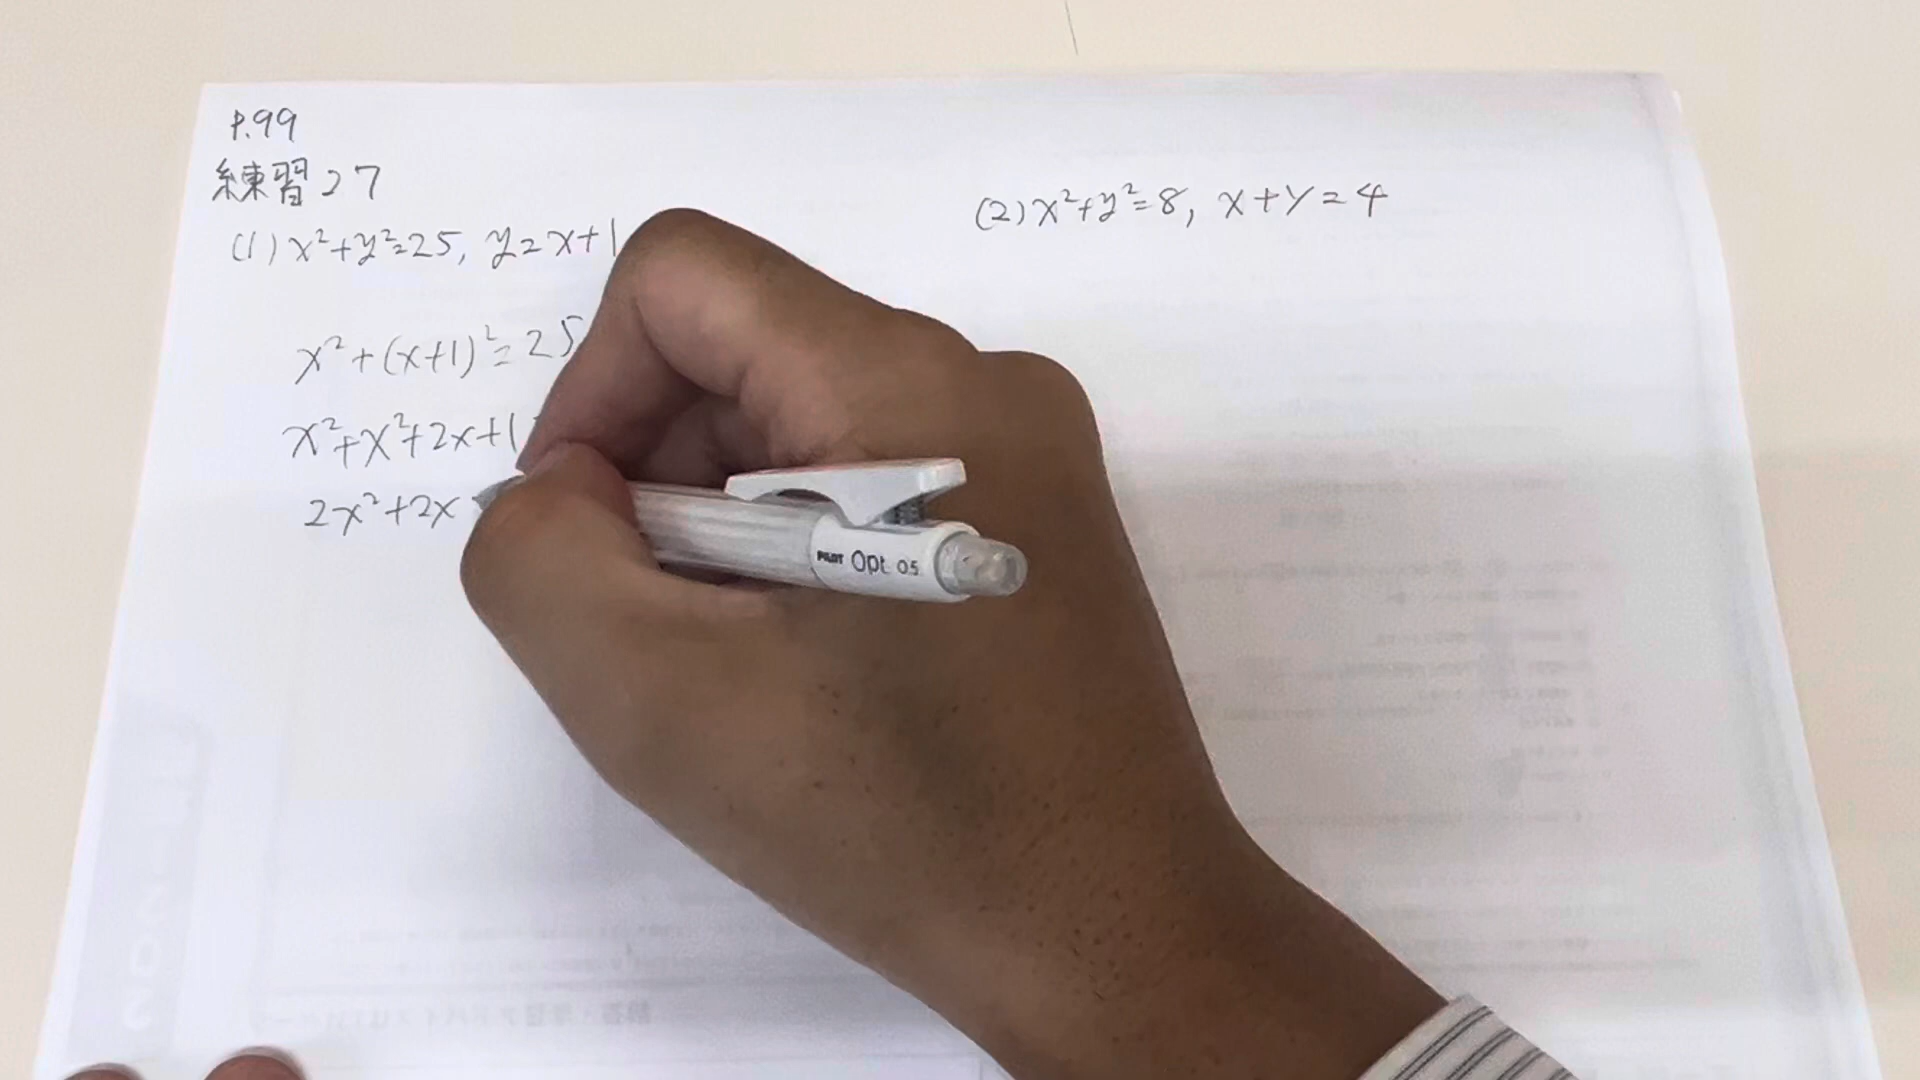 P.99
練習27
(1) x²+y²=25, y=x+1
x²+(x+1)²=25
x²+x²+2x+1
2x²+2x
(2) x²+y²=8, x+y=4
PILOT Opt 0.5